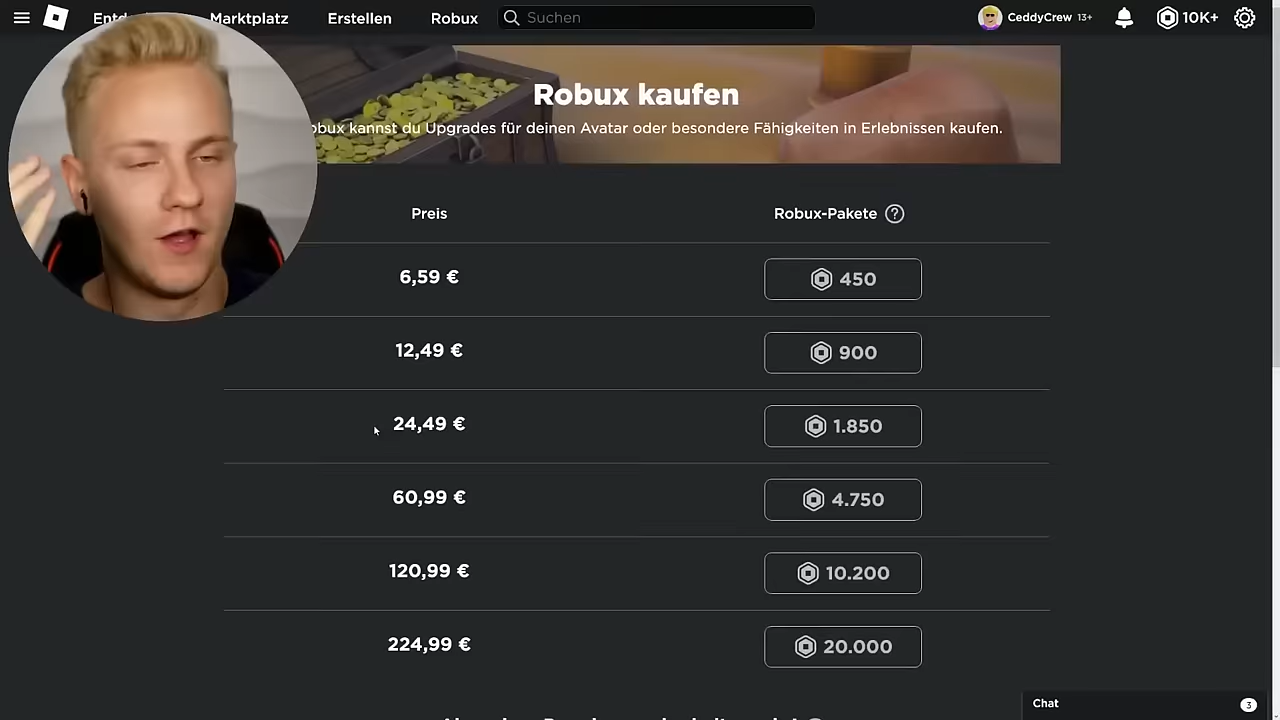 Marktplatz Erstellen Robux Suchen CeddyCrew 13+ 10K+
Robux kaufen
kannst du Upgrades für deinen Avatar oder besondere Fähigkeiten in Erlebnissen kaufen.
Preis Robux-Pakete ?
6,59 € 450
12,49 € 900
24,49 € 1.850
60,99 € 4.750
120,99 € 10.200
224,99 € 20.000
Chat 3